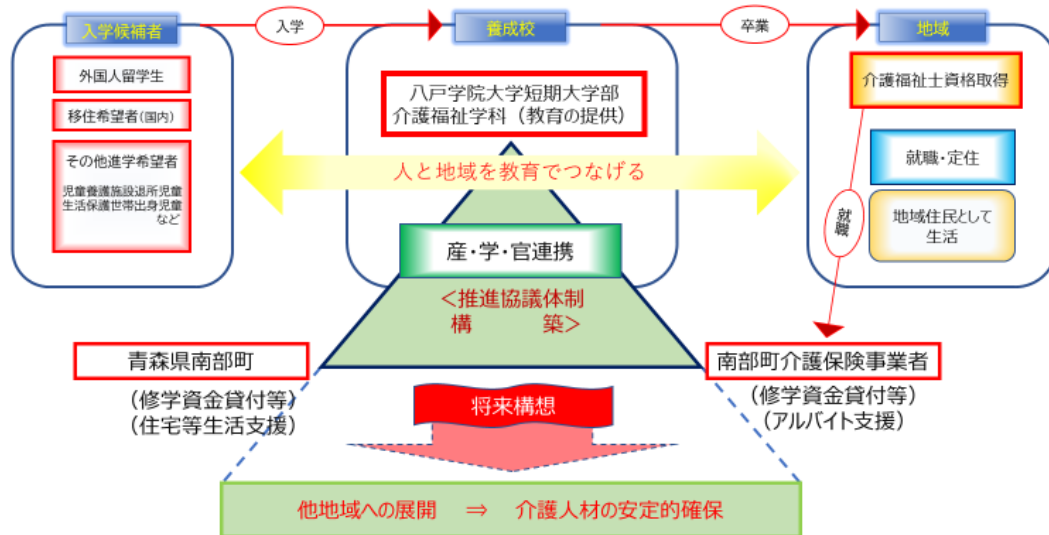 入学候補者
入学
養成校
卒業
地域
外国人留学生
移住希望者(国内)
その他進学希望者
児童養護施設退所児童
生活保護世帯出身児童
など
八戸学院大学短期大学部
介護福祉学科（教育の提供）
介護福祉士資格取得
就職・定住
地域住民として
生活
就職
人と地域を教育でつなげる
産・学・官連携
＜推進協議体制
構　　　築＞
青森県南部町
（修学資金貸付等）
（住宅等生活支援）
南部町介護保険事業者
（修学資金貸付等）
（アルバイト支援）
将来構想
他地域への展開　⇒　介護人材の安定的確保